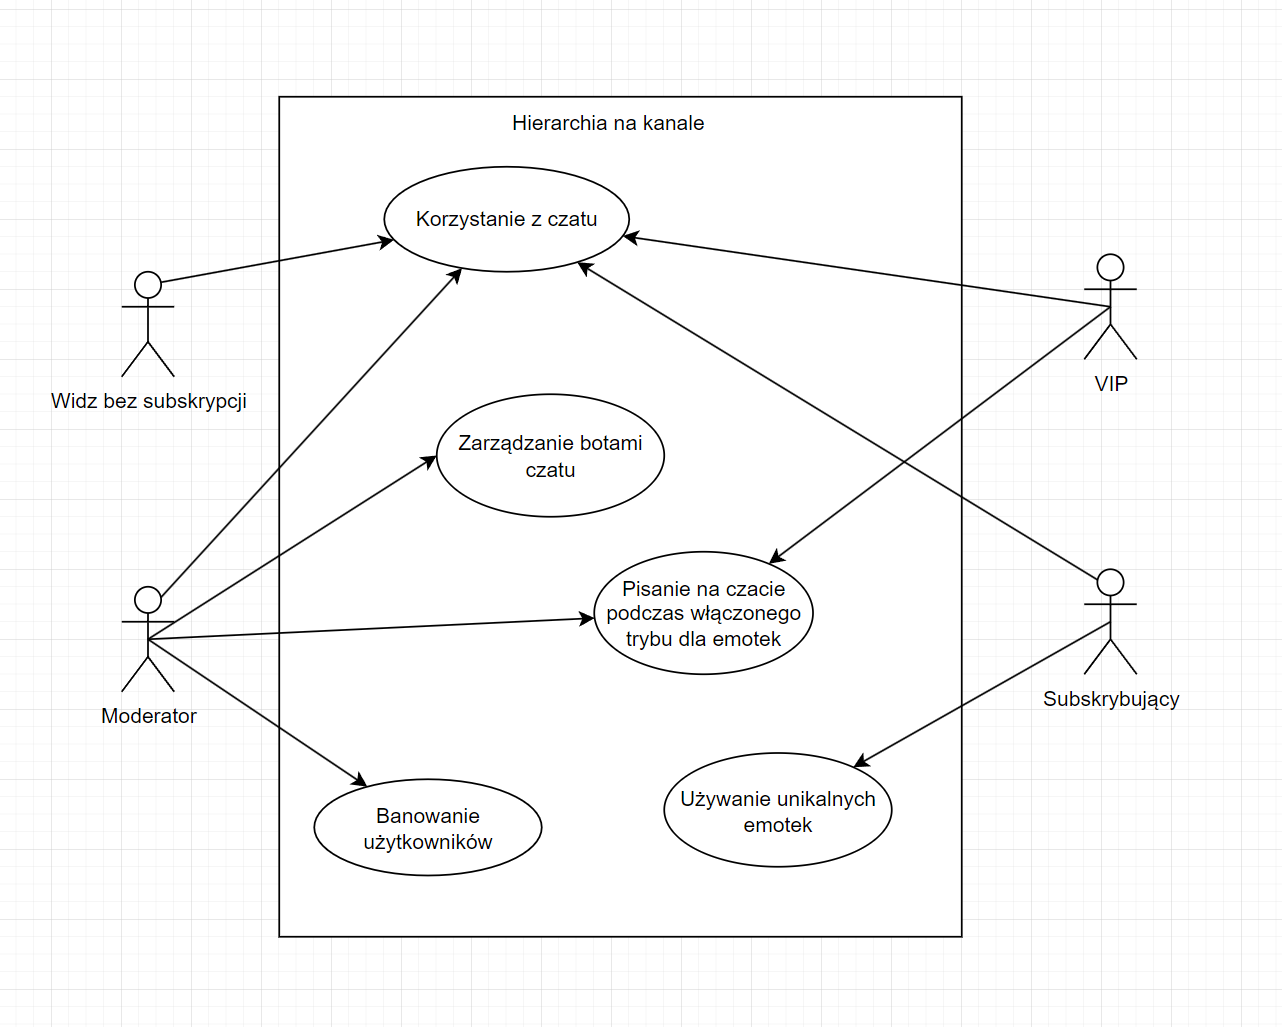 Hierarchia na kanale
Korzystanie z czatu
Widz bez subskrypcji
VIP
Zarządzanie botami
czatu
Pisanie na czacie
podczas włączonego
trybu dla emotek
Moderator
Subskrybujący
Banowanie
użytkowników
Używanie unikalnych
emotek